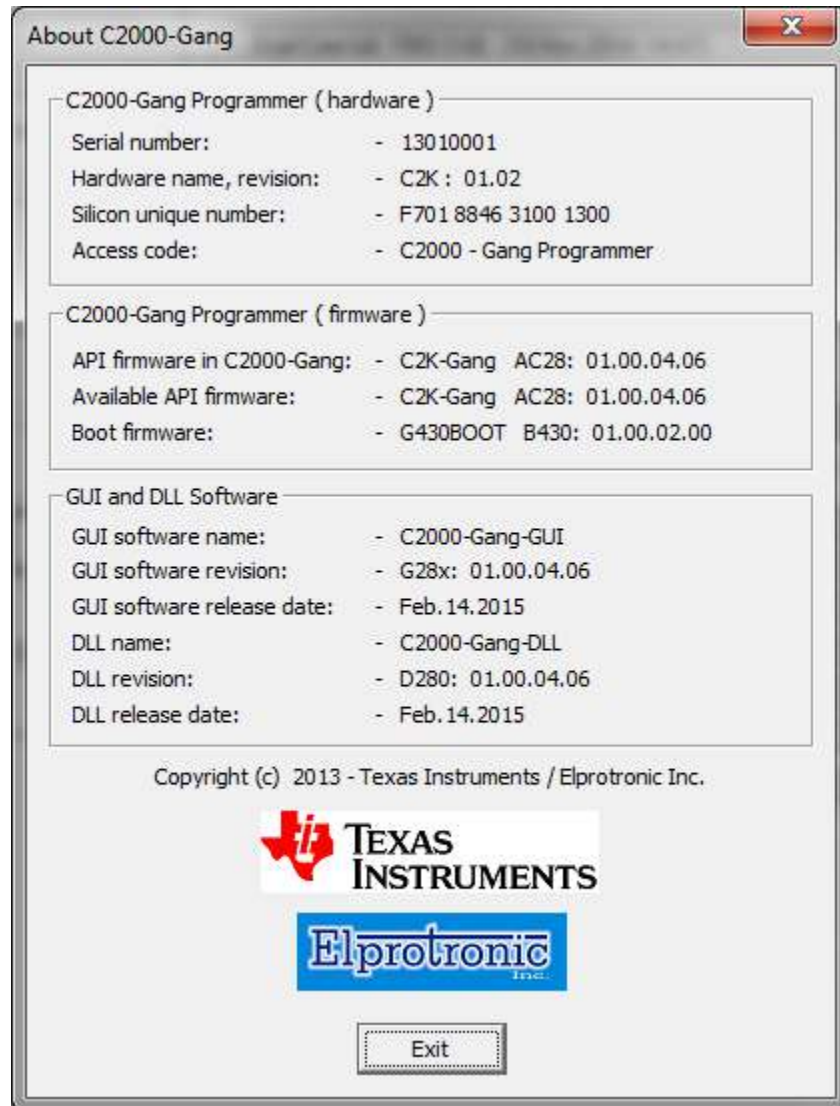 About C2000-Gang
C2000-Gang Programmer ( hardware )
Serial number: - 13010001
Hardware name, revision: - C2K : 01.02
Silicon unique number: - F701 8846 3100 1300
Access code: - C2000 - Gang Programmer
C2000-Gang Programmer ( firmware )
API firmware in C2000-Gang: - C2K-Gang AC28: 01.00.04.06
Available API firmware: - C2K-Gang AC28: 01.00.04.06
Boot firmware: - G430BOOT B430: 01.00.02.00
GUI and DLL Software
GUI software name: - C2000-Gang-GUI
GUI software revision: - G28x: 01.00.04.06
GUI software release date: - Feb.14.2015
DLL name: - C2000-Gang-DLL
DLL revision: - D280: 01.00.04.06
DLL release date: - Feb.14.2015
Copyright (c) 2013 - Texas Instruments / Elprotronic Inc.
TEXAS
INSTRUMENTS
Elprotronic
Inc.
Exit